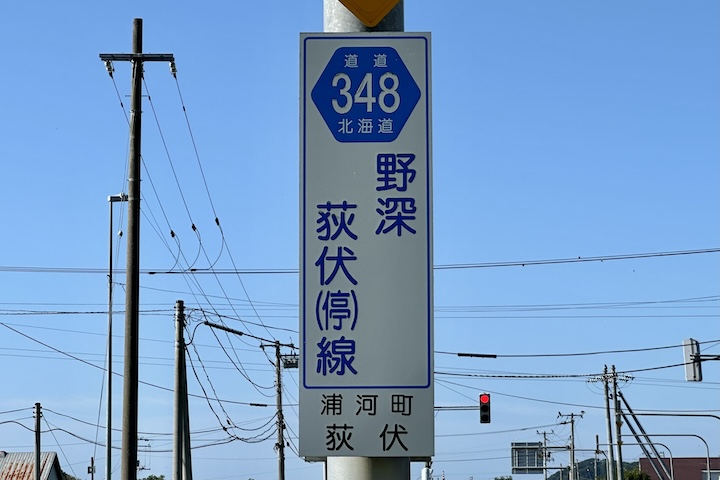 道道
348
北海道
野深
荻伏(停)線
浦河町
荻伏